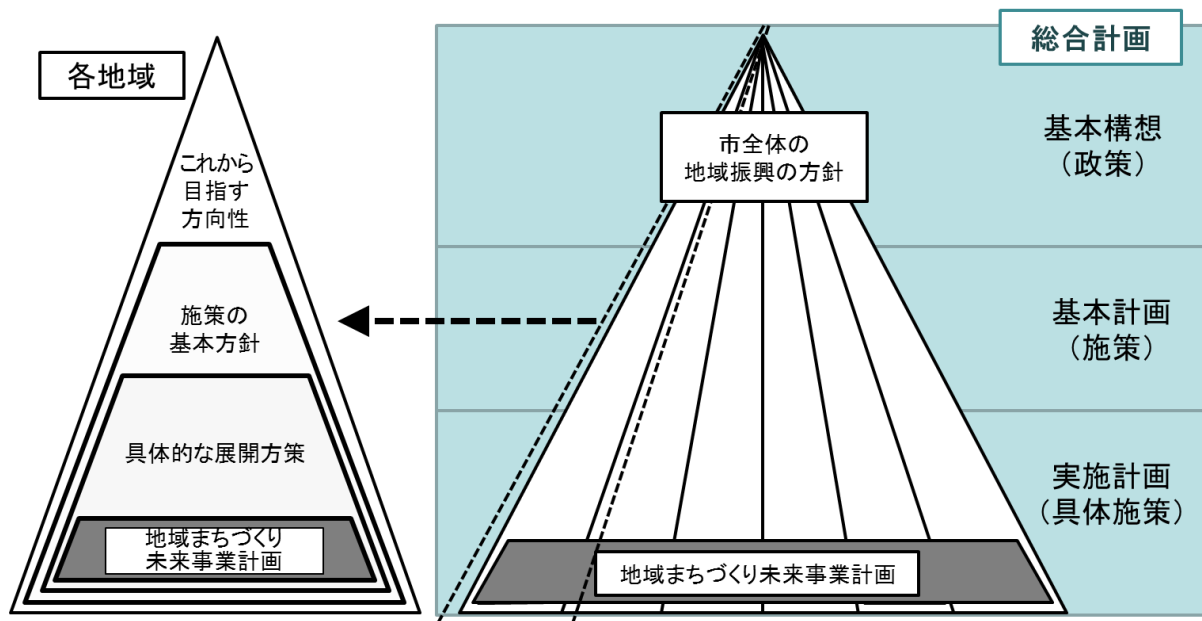 各地域
これから
目指す
方向性
施策の
基本方針
具体的な展開方策
地域まちづくり
未来事業計画
総合計画
市全体の
地域振興の方針
基本構想
（政策）
基本計画
（施策）
実施計画
（具体施策）
地域まちづくり未来事業計画